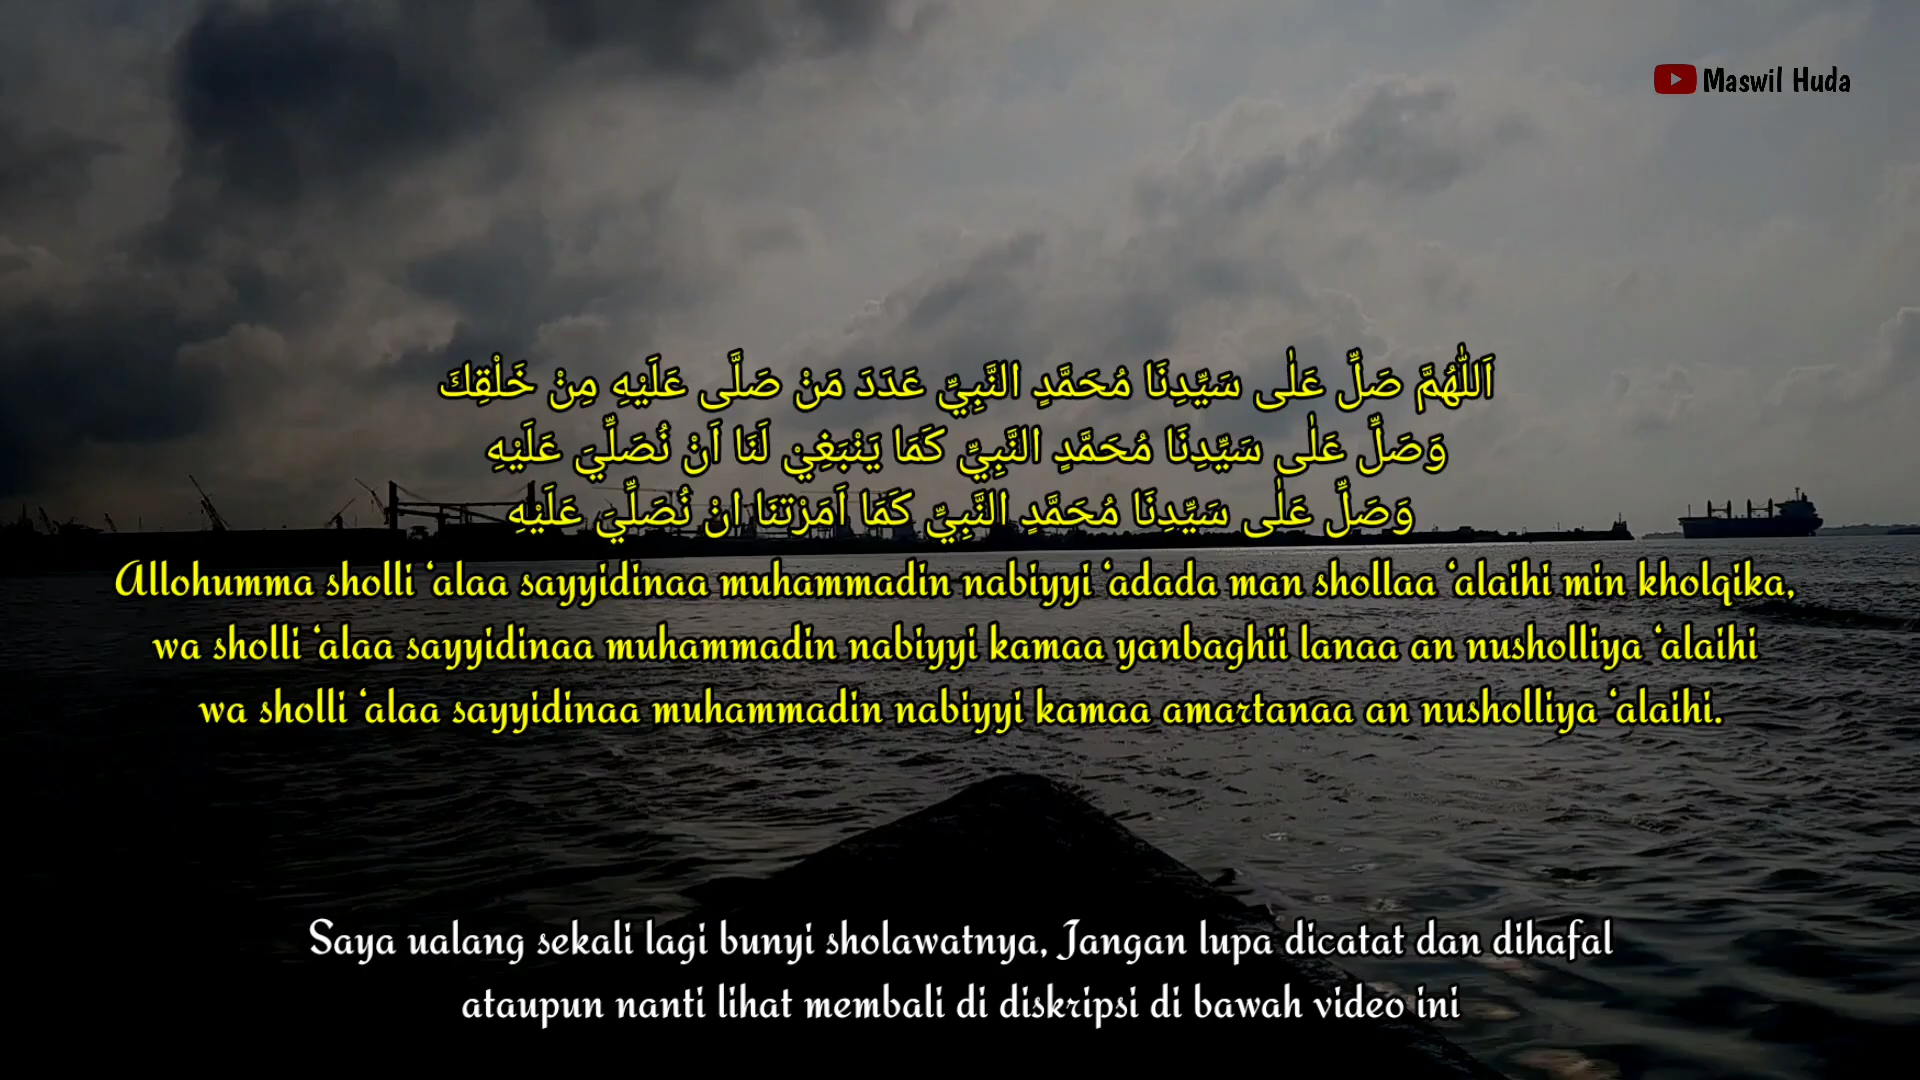 Maswil Huda
اَللّٰهُمَّ صَلِّ عَلٰى سَيِّدِنَا مُحَمَّدٍ النَّبِيِّ عَدَدَ مَنْ صَلَّى عَلَيْهِ مِنْ خَلْقِكَ
وَصَلِّ عَلٰى سَيِّدِنَا مُحَمَّدٍ النَّبِيِّ كَمَا يَنْبَغِيْ لَنَا اَنْ نُصَلِّيَ عَلَيْهِ
وَصَلِّ عَلٰى سَيِّدِنَا مُحَمَّدٍ النَّبِيِّ كَمَا اَمَرْتنَا انْ نُصَلِّيَ عَلَيْهِ
Allohumma sholli ‘alaa sayyidinaa muhammadin nabiyyi ‘adada man shollaa ‘alaihi min kholqika,
wa sholli ‘alaa sayyidinaa muhammadin nabiyyi kamaa yanbaghii lanaa an nusholliya ‘alaihi
wa sholli ‘alaa sayyidinaa muhammadin nabiyyi kamaa amartanaa an nusholliya ‘alaihi.
Saya ualang sekali lagi bunyi sholawatnya, Jangan lupa dicatat dan dihafal
ataupun nanti lihat membali di diskripsi di bawah video ini